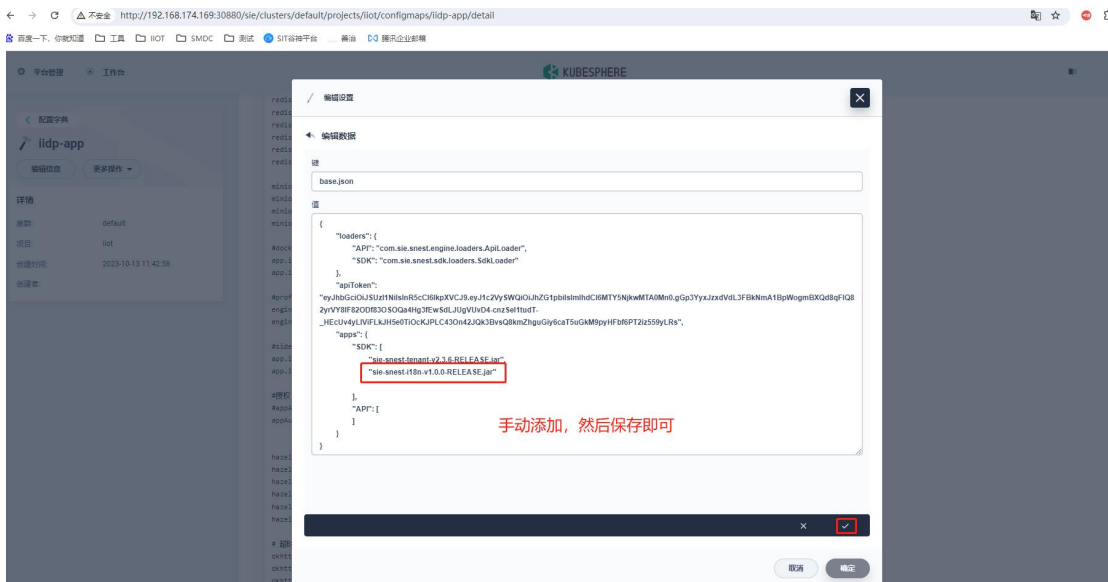 不安全 http://192.168.174.169:30880/sie/clusters/default/projects/iiot/configmaps/iidp-app/detail
百度一下，你就知道 工具 IIOT SMDC 测试 SIT谷神平台 善治 腾讯企业邮箱
平台管理 工作台 KUBESPHERE
编辑设置
配置字典
iidp-app
编辑信息 更多操作
详情
集群: default
项目: iiot
创建时间: 2023-10-13 11:42:58
创建者:
编辑数据
键
base.json
值
{
"loaders": {
"API": "com.sie.snest.engine.loaders.ApiLoader",
"SDK": "com.sie.snest.sdk.loaders.SdkLoader"
},
"apiToken":
"apps": {
"SDK": [
"sie-snest-tenant-v2.3.6-RELEASE.jar",
"sie-snest-i18n-v1.0.0-RELEASE.jar"
],
"API": [
]
}
}
手动添加，然后保存即可
取消 确定